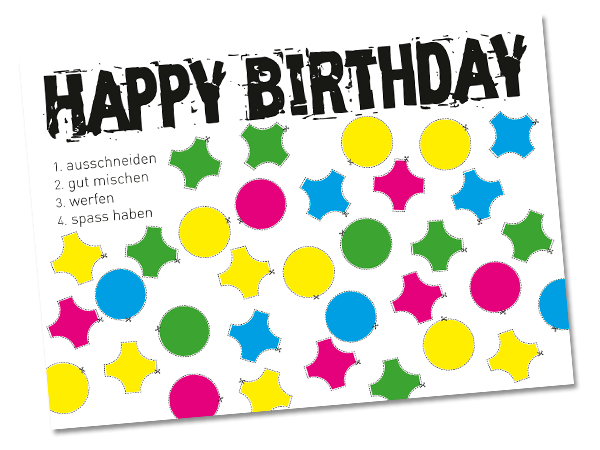 HAPPY BIRTHDAY
1. ausschneiden
2. gut mischen
3. werfen
4. spass haben